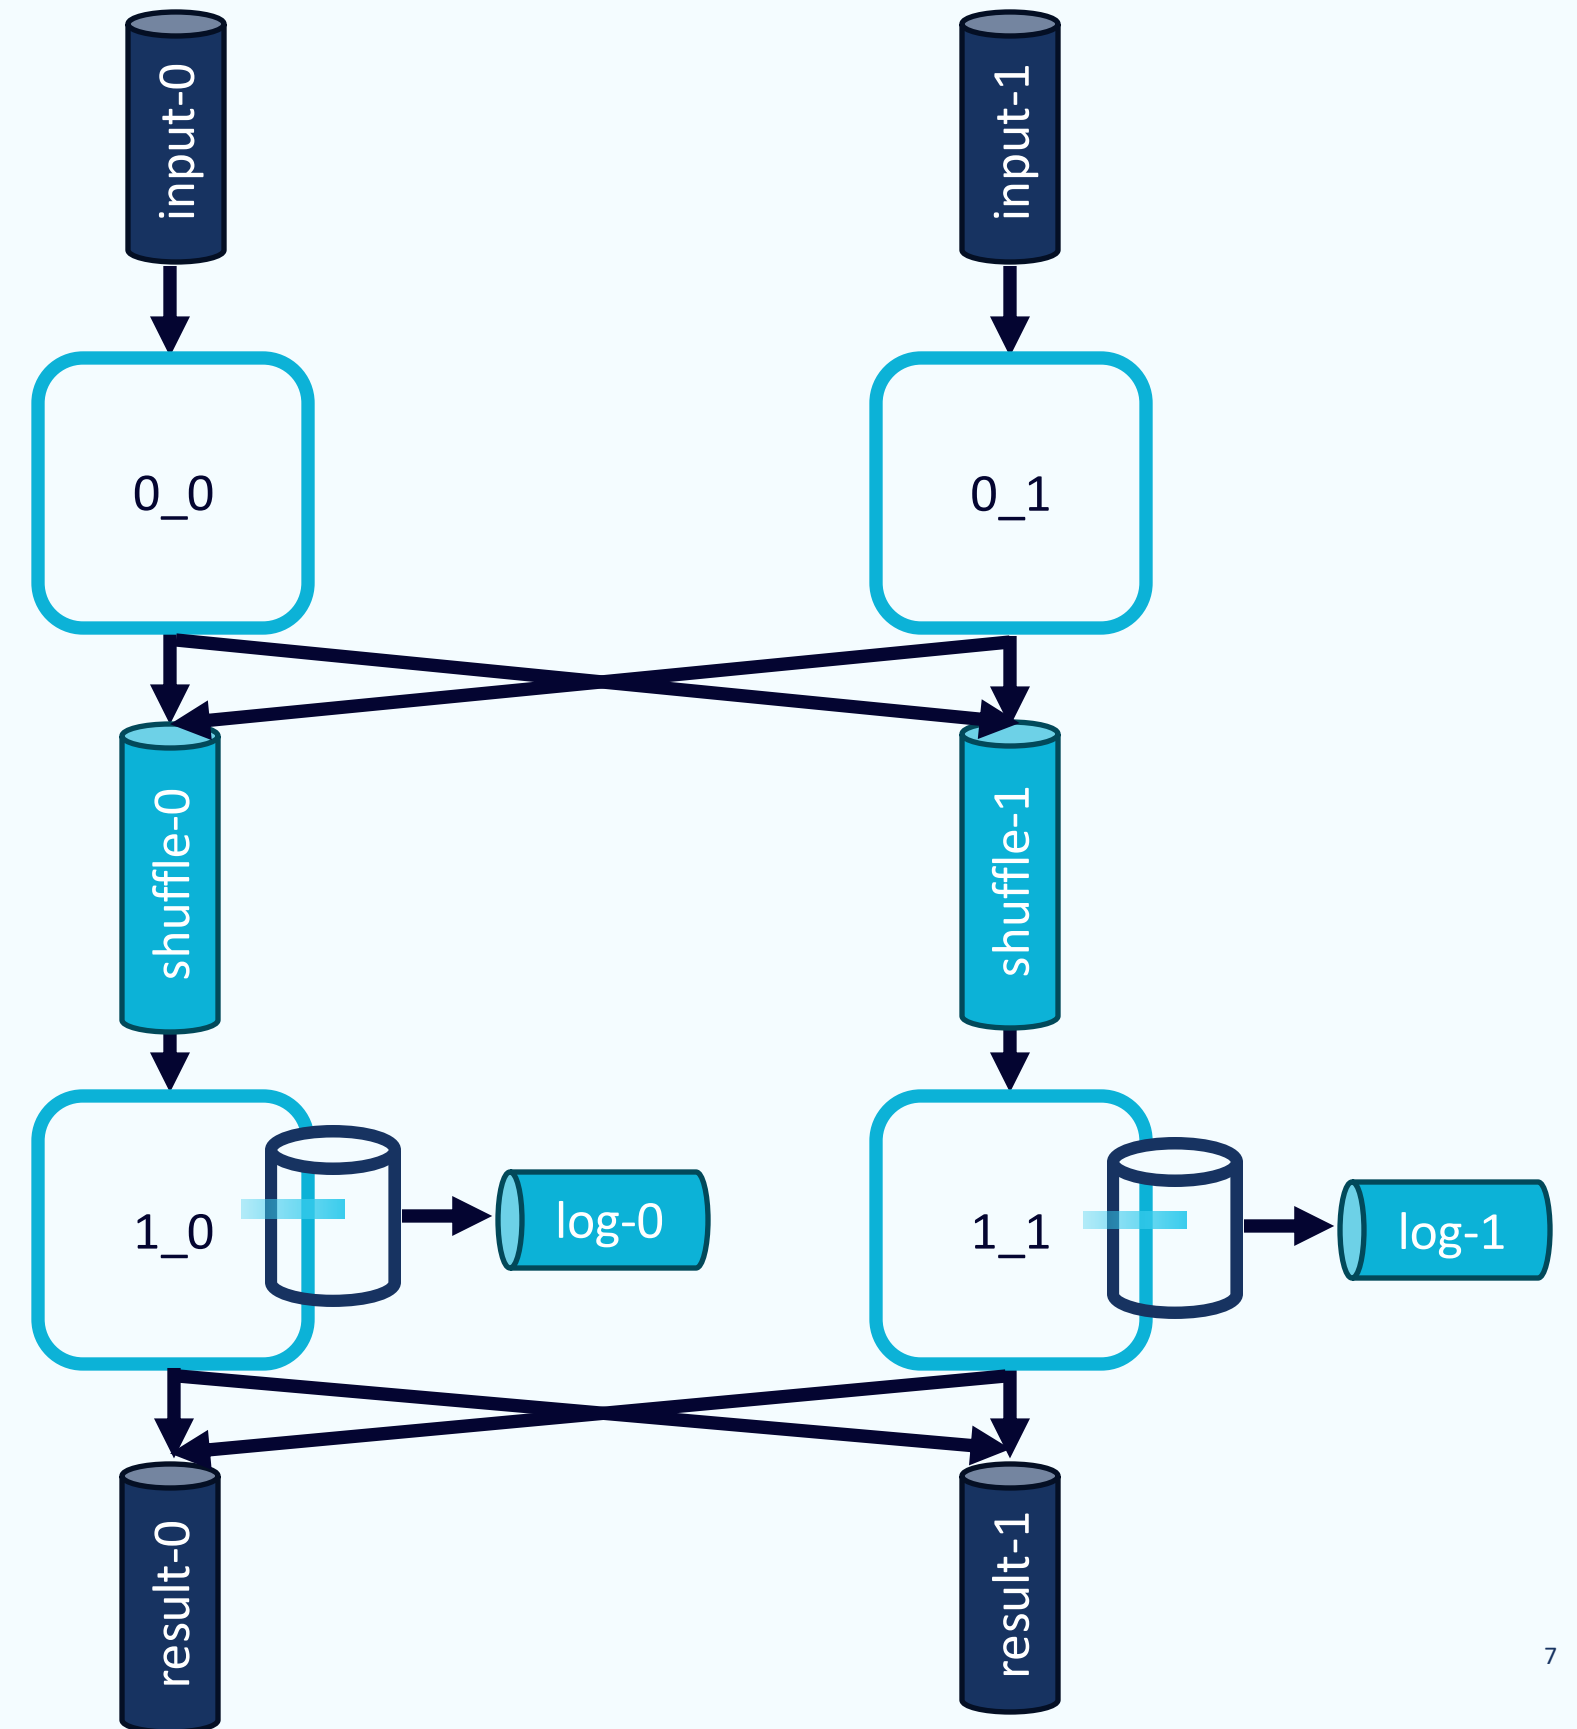 input-0
input-1
0_0
0_1
shuffle-0
shuffle-1
1_0
log-0
1_1
log-1
result-0
result-1
7